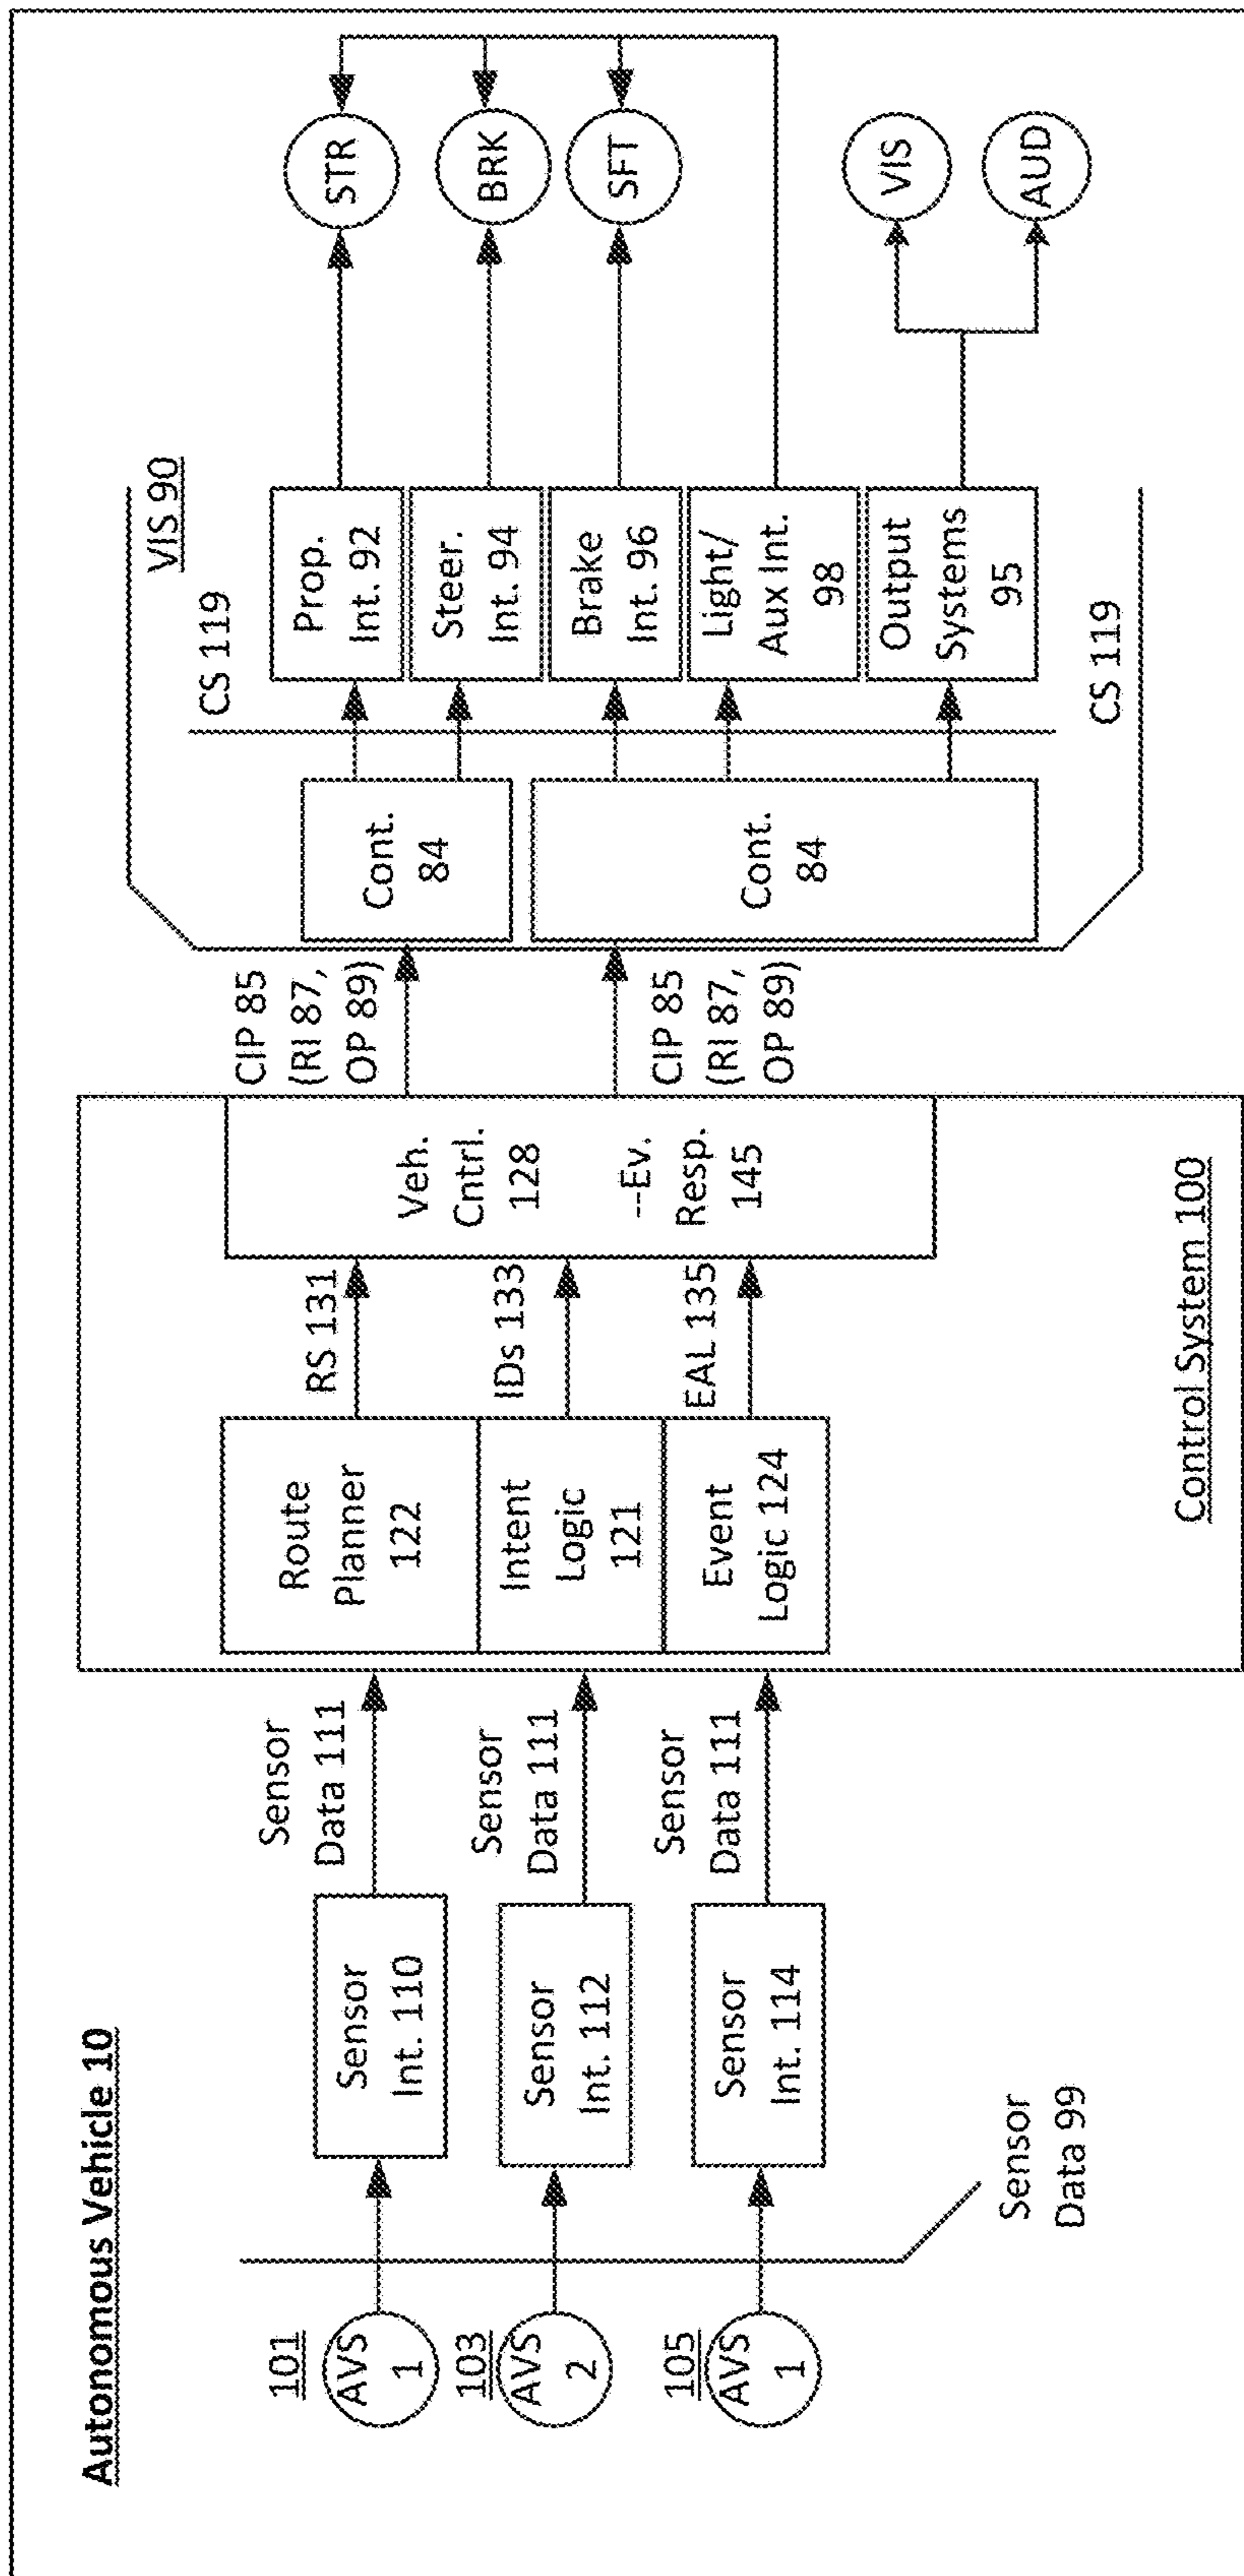 Autonomous Vehicle 10
101
AVS
1
103
AVS
2
105
AVS
1
Sensor
Data 99
Sensor
Int. 110
Sensor
Int. 112
Sensor
Int. 114
Sensor
Data 111
Sensor
Data 111
Sensor
Data 111
Route
Planner
122
Intent
Logic
121
Event
Logic 124
RS 131
IDs 133
EAL 135
Veh.
Cntrl.
128
--Ev.
Resp.
145
Control System 100
CIP 85
(RI 87,
OP 89)
CIP 85
(RI 87,
OP 89)
VIS 90
Cont.
84
Cont.
84
CS 119
CS 119
Prop.
Int. 92
Steer.
Int. 94
Brake
Int. 96
Light/
Aux Int.
98
Output
Systems
95
STR
BRK
SFT
VIS
AUD